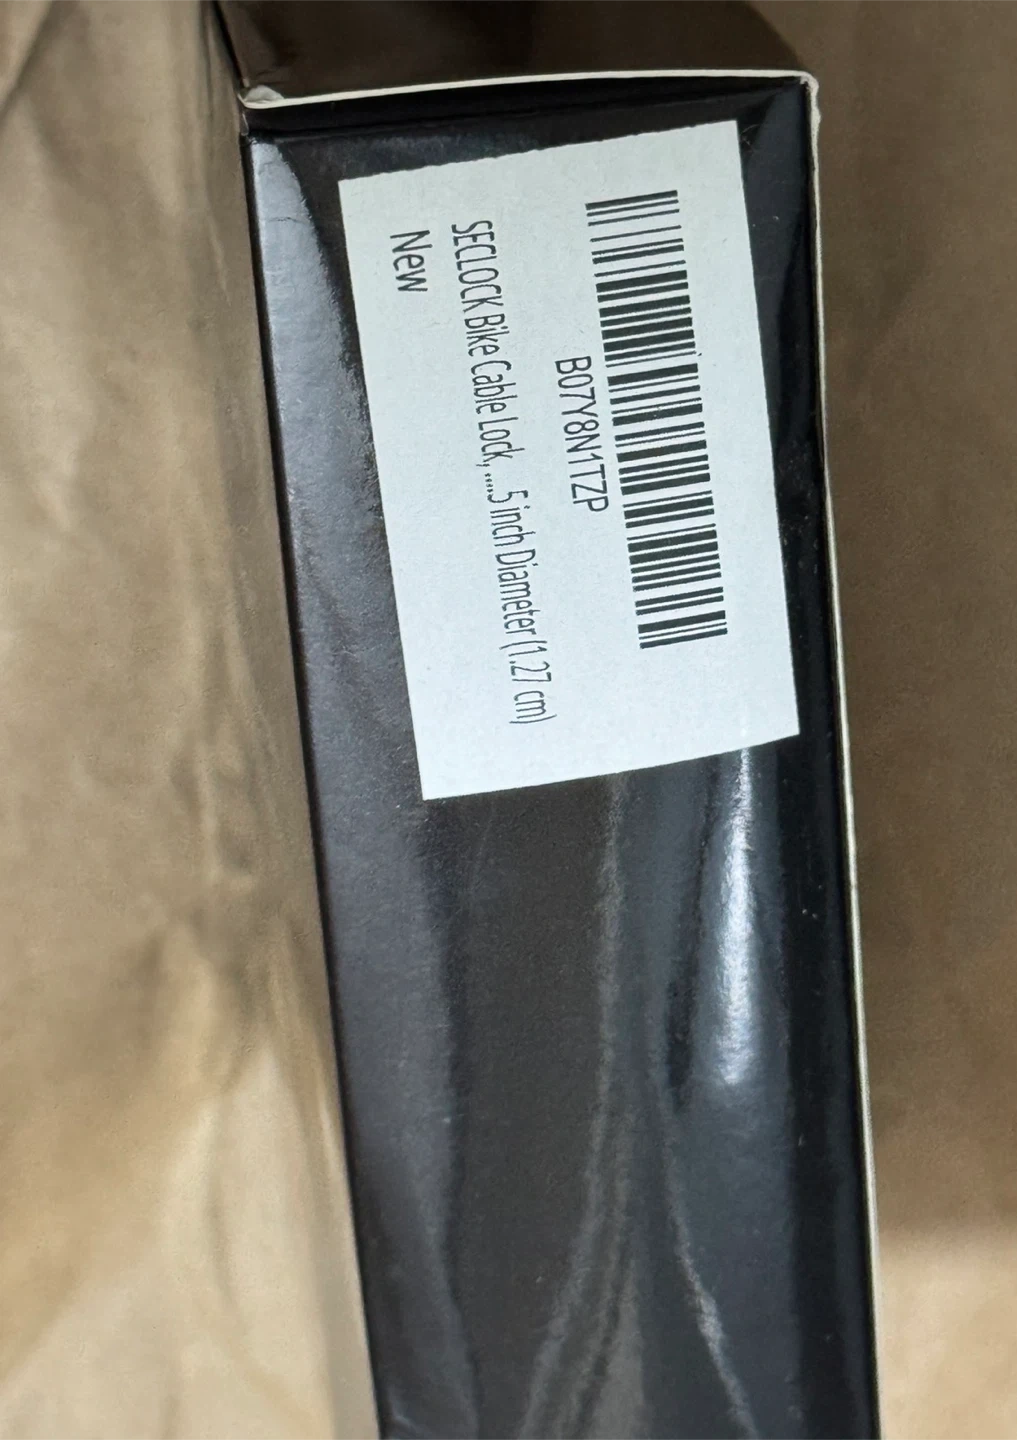 B07Y8N1TZP
SECLOCK Bike Cable Lock, ....5 inch Diameter (1.27 cm)
New